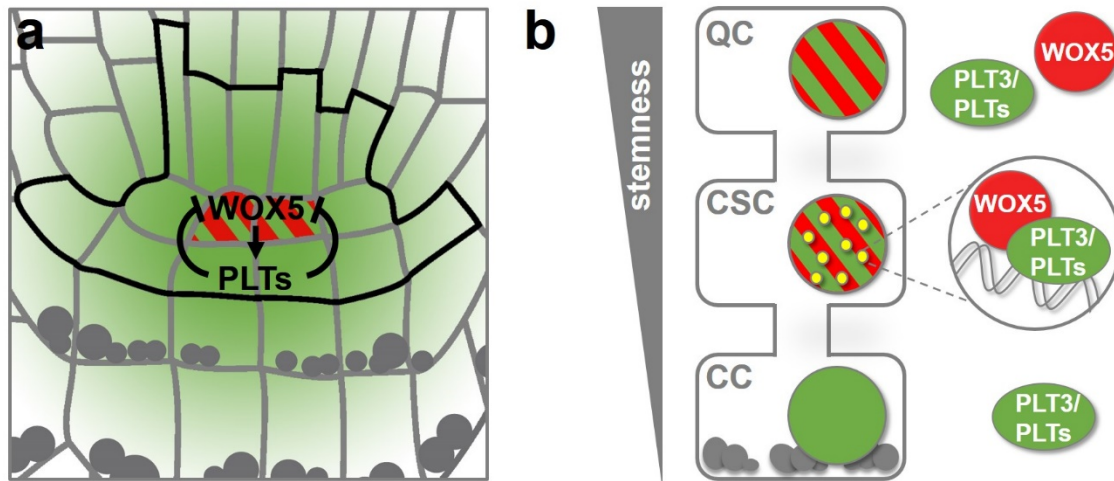 a
WOX5
PLTs
b
stemness
QC
WOX5
PLT3/
PLTs
CSC
WOX5
PLT3/
PLTs
CC
PLT3/
PLTs